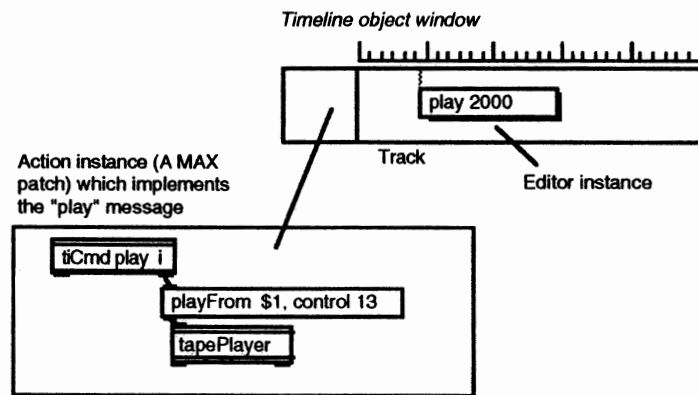 Timeline object window
play 2000
Track
Editor instance
Action instance (A MAX
patch) which implements
the "play" message
tiCmd play i
playFrom $1, control 13
tapePlayer